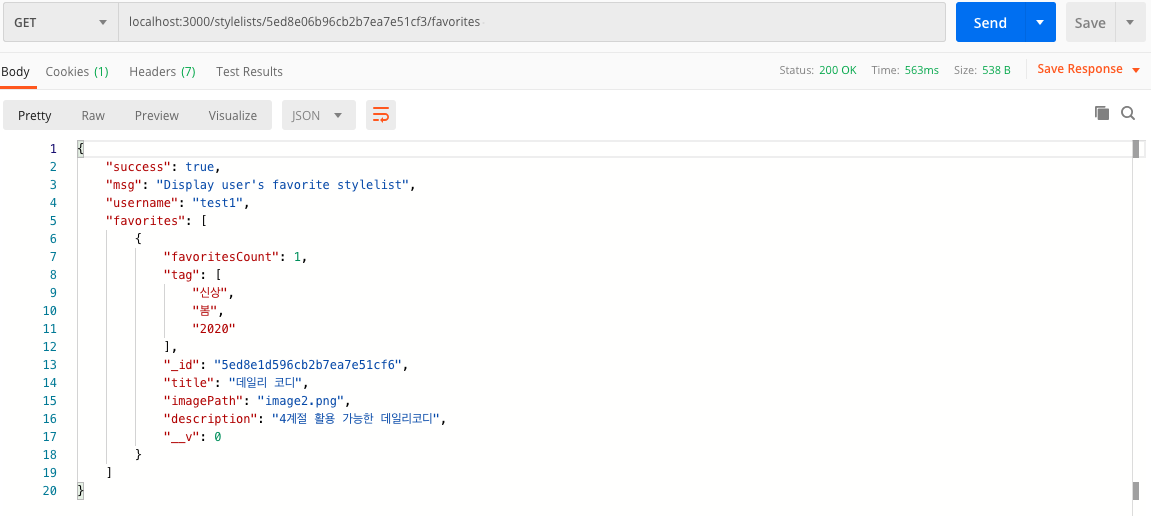 GET localhost:3000/stylelists/5ed8e06b96cb2b7ea7e51cf3/favorites Send Save
Body Cookies (1) Headers (7) Test Results Status: 200 OK Time: 563ms Size: 538 B Save Response
Pretty Raw Preview Visualize JSON
1 {
2 "success": true,
3 "msg": "Display user's favorite stylelist",
4 "username": "test1",
5 "favorites": [
6 {
7 "favoritesCount": 1,
8 "tag": [
9 "신상",
10 "봄",
11 "2020"
12 ],
13 "_id": "5ed8e1d596cb2b7ea7e51cf6",
14 "title": "데일리 코디",
15 "imagePath": "image2.png",
16 "description": "4계절 활용 가능한 데일리코디",
17 "__v": 0
18 }
19 ]
20 }